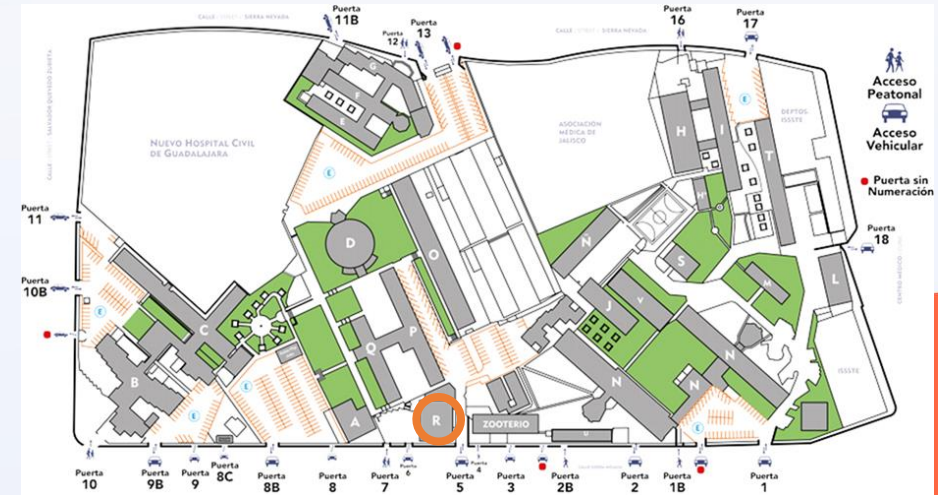 Puerta
11B
Puerta
12
Puerta
13
Puerta
16
Puerta
17
CALLE
SIERRA NEVADA
CALLE
SIERRA NEVADA
Acceso
Peatonal
Acceso
Vehicular
Puerta sin
Numeración
NUEVO HOSPITAL CIVIL
DE GUADALAJARA
ASOCIACIÓN
MÉDICA DE
JALISCO
DEPTOS.
ISSSTE
G
F
E
E
E
H
I
T
H
Puerta
11
Puerta
10B
Puerta
18
D
O
N
S
M
L
J
V
N
N
N
C
P
Q
B
A
R
E
E
E
E
ISSSTE
ZOOTERIO
U
Puerta
10
Puerta
9B
Puerta
9
Puerta
8C
Puerta
8B
Puerta
8
Puerta
7
Puerta
6
Puerta
5
Puerta
4
Puerta
3
Puerta
2B
Puerta
2
Puerta
1B
Puerta
1